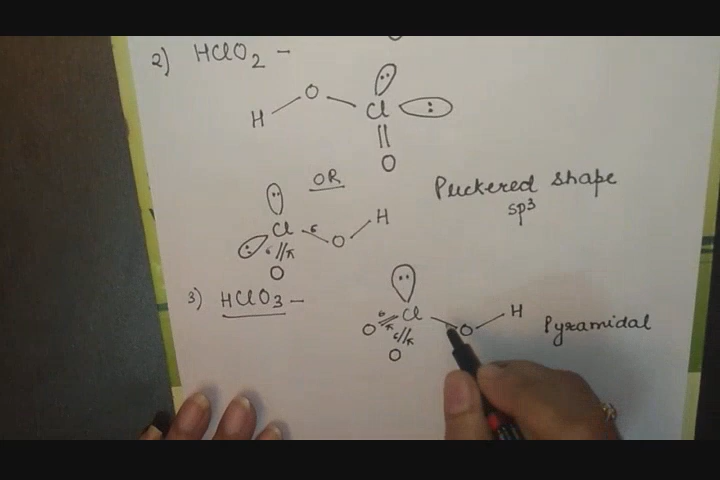 2) HClO2 -
O
H
Cl
O
OR
Puckered shape
sp3
Cl
σ
O
H
σ
π
O
3) HClO3 -
Cl
O
σ
π
σ
π
O
O
H
Pyramidal